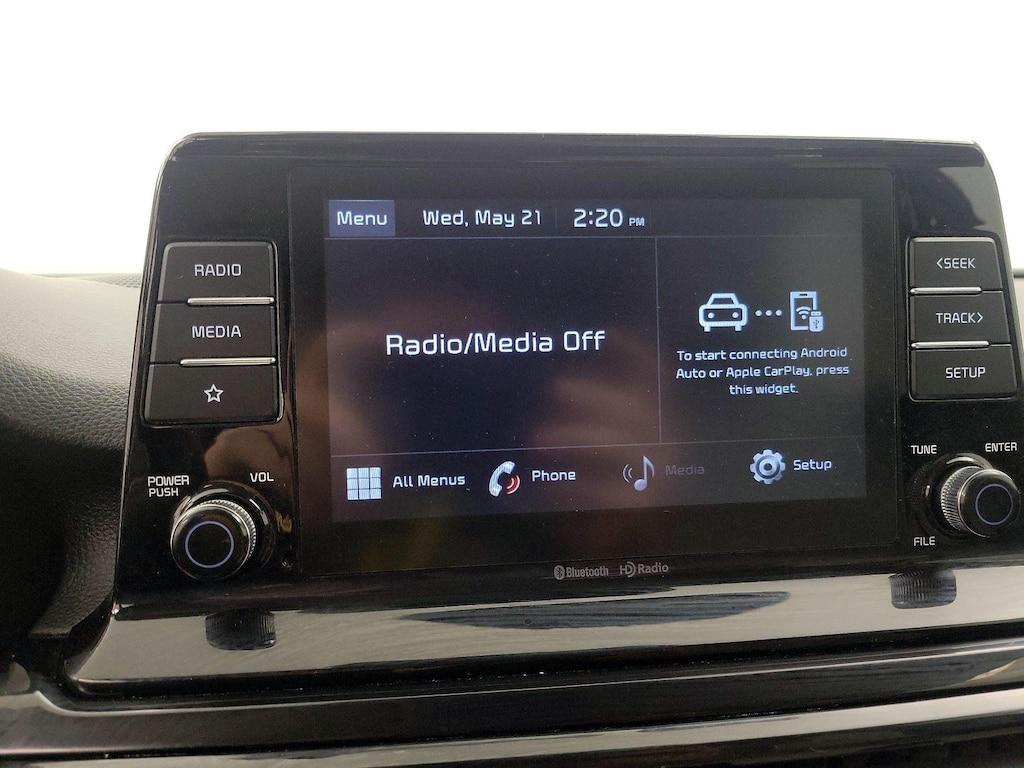 Menu Wed, May 21 2:20 PM
RADIO
MEDIA
POWER
PUSH
VOL
Radio/Media Off
To start connecting Android
Auto or Apple CarPlay, press
this widget.
All Menus Phone Media Setup
<SEEK
TRACK>
SETUP
TUNE
ENTER
FILE
Bluetooth HD Radio